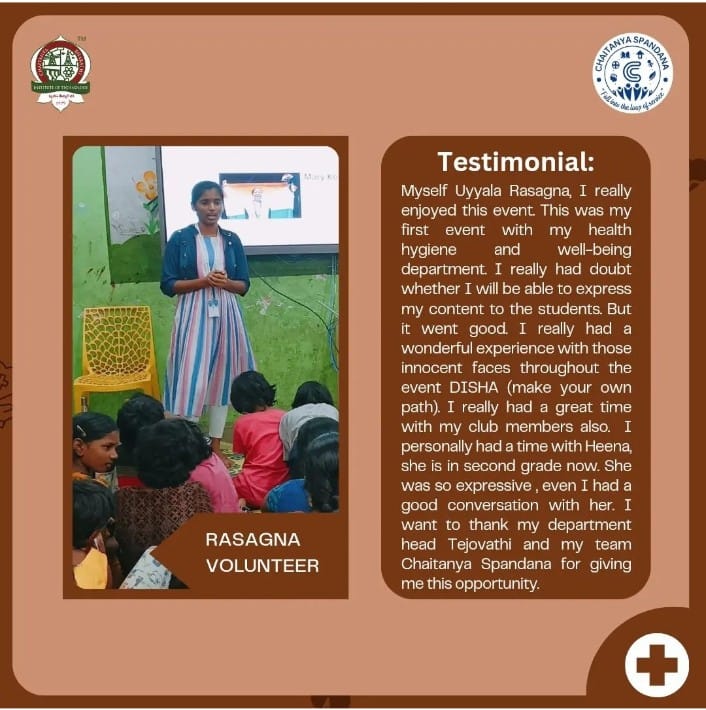 TM
INSTITUTE OF TECHNOLOGY
CHAITANYA SPANDANA
"Fall into the loop of service"
Mary Ko
Testimonial:
Myself Uyyala Rasagna, I really
enjoyed this event. This was my
first event with my health
hygiene and well-being
department. I really had doubt
whether I will be able to express
my content to the students. But
it went good. I really had a
wonderful experience with those
innocent faces throughout the
event DISHA (make your own
path). I really had a great time
with my club members also. I
personally had a time with Heena,
she is in second grade now. She
was so expressive , even I had a
good conversation with her. I
want to thank my department
head Tejovathi and my team
Chaitanya Spandana for giving
me this opportunity.
RASAGNA
VOLUNTEER